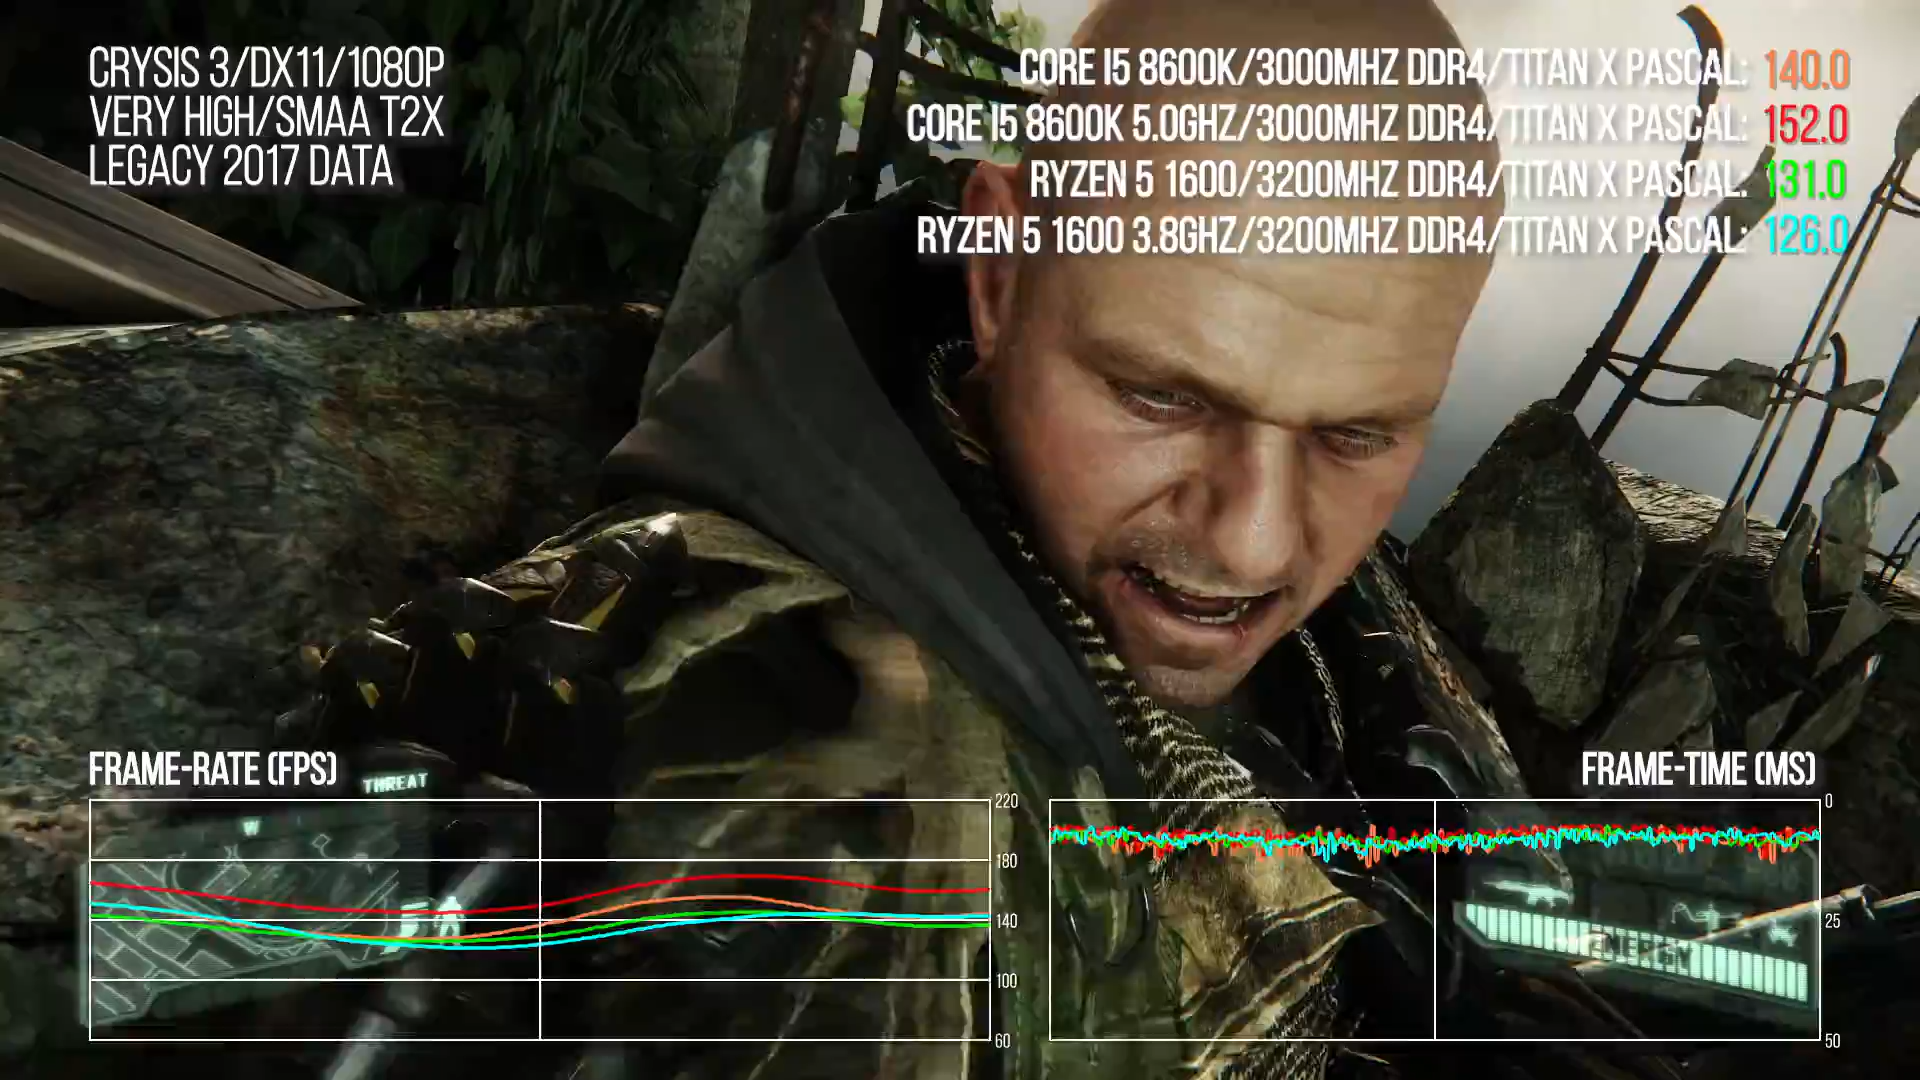 CRYSIS 3/DX11/1080P
VERY HIGH/SMAA T2X
LEGACY 2017 DATA
CORE I5 8600K/3000MHZ DDR4/TITAN X PASCAL: 140.0
CORE I5 8600K 5.0GHZ/3000MHZ DDR4/TITAN X PASCAL: 152.0
RYZEN 5 1600/3200MHZ DDR4/TITAN X PASCAL: 131.0
RYZEN 5 1600 3.8GHZ/3200MHZ DDR4/TITAN X PASCAL: 126.0
FRAME-RATE (FPS)
THREAT
W
220
180
140
100
60
FRAME-TIME (MS)
0
25
50
ENERGY